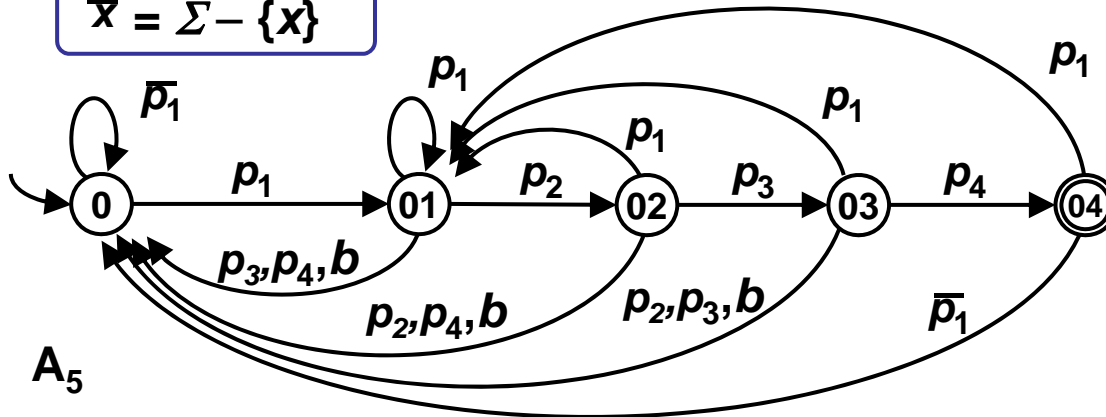 x̅ = Σ – {x}
p₁
p̅₁
p₁
p₁
p₁
p₁
p₂
p₃
p₄
0
01
02
03
04
p₃,p₄,b
p₂,p₄,b
p₂,p₃,b
p̅₁
A₅